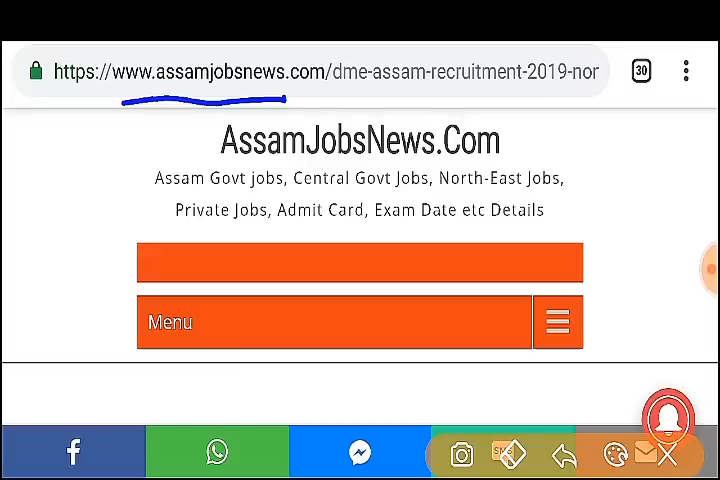 https://www.assamjobsnews.com/dme-assam-recruitment-2019-nor
30
AssamJobsNews.Com
Assam Govt jobs, Central Govt Jobs, North-East Jobs,
Private Jobs, Admit Card, Exam Date etc Details
Menu
SMS